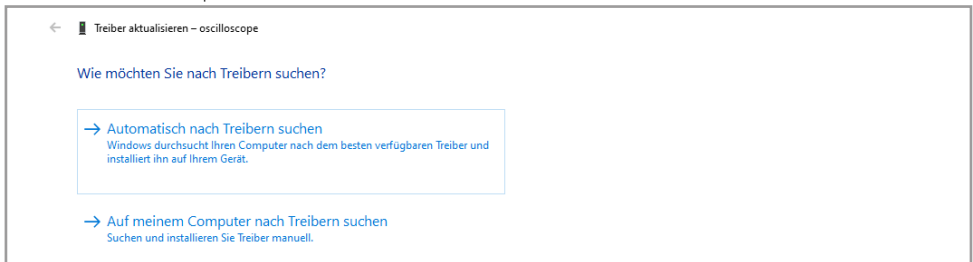 Treiber aktualisieren – oscilloscope
Wie möchten Sie nach Treibern suchen?
Automatisch nach Treibern suchen
Windows durchsucht Ihren Computer nach dem besten verfügbaren Treiber und
installiert ihn auf Ihrem Gerät.
Auf meinem Computer nach Treibern suchen
Suchen und installieren Sie Treiber manuell.